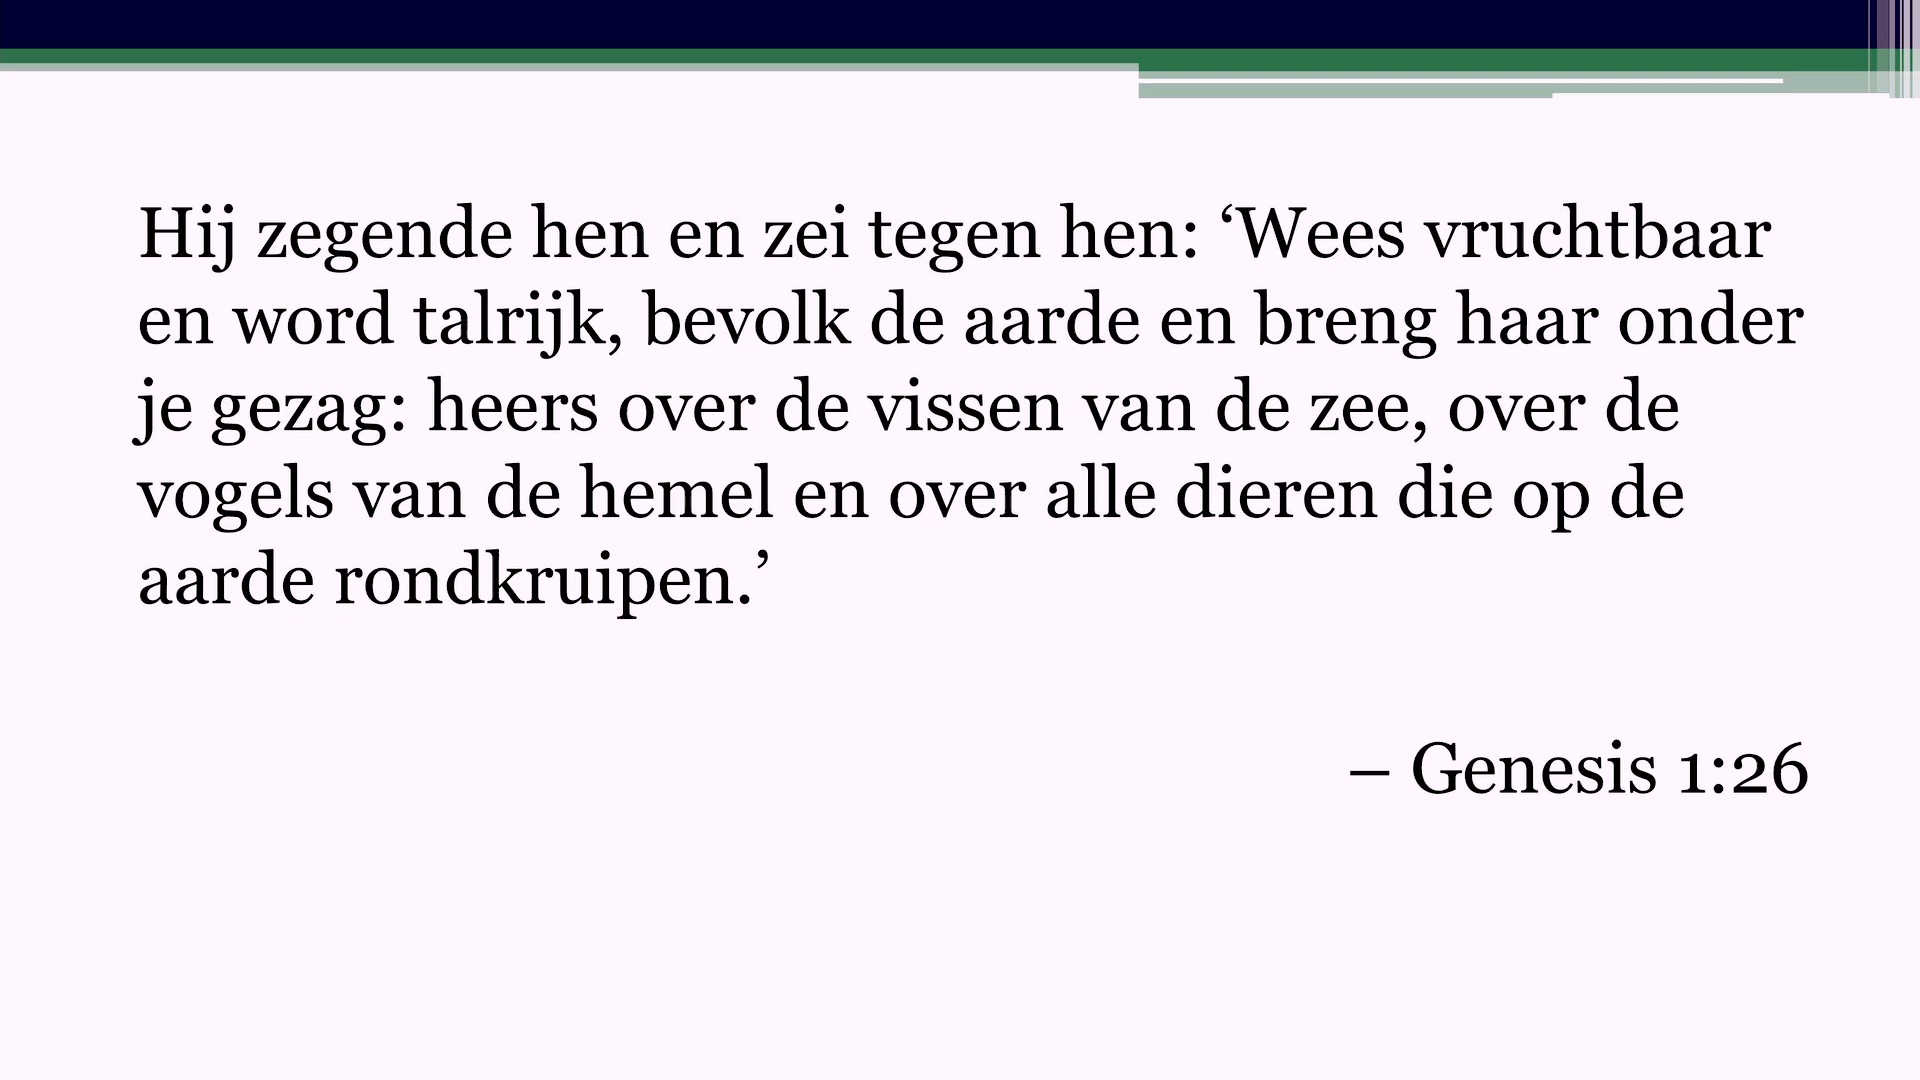 Hij zegende hen en zei tegen hen: ‘Wees vruchtbaar
en word talrijk, bevolk de aarde en breng haar onder
je gezag: heers over de vissen van de zee, over de
vogels van de hemel en over alle dieren die op de
aarde rondkruipen.’
– Genesis 1:26